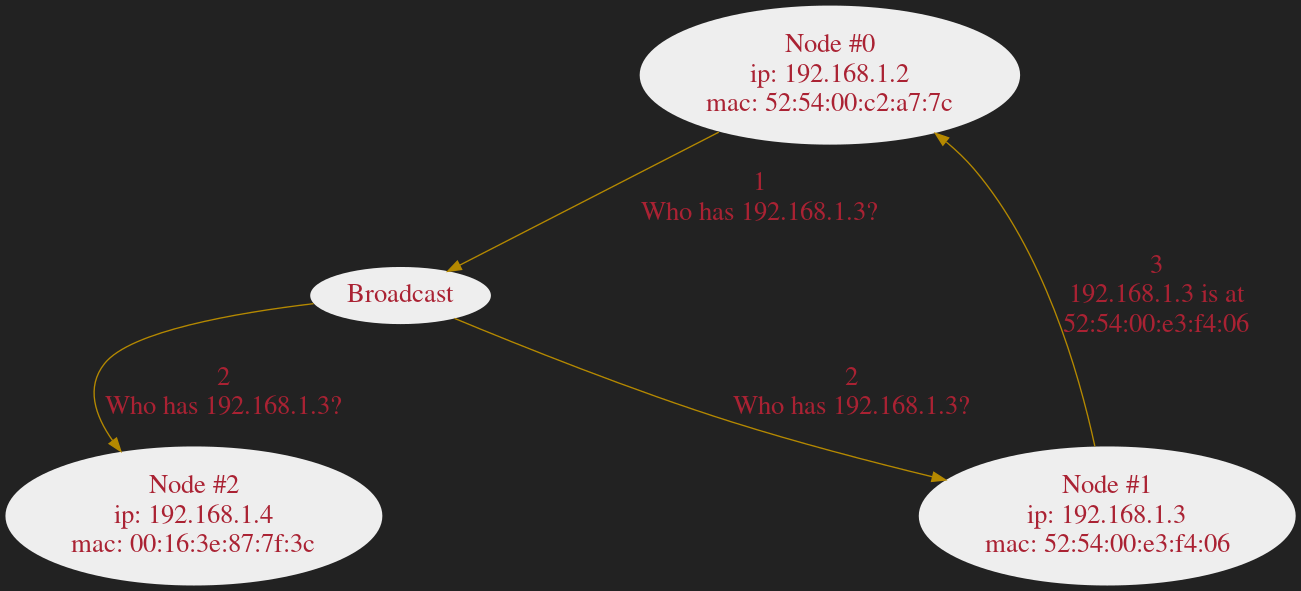 Node #0
ip: 192.168.1.2
mac: 52:54:00:c2:a7:7c
1
Who has 192.168.1.3?
3
192.168.1.3 is at
52:54:00:e3:f4:06
Broadcast
2
Who has 192.168.1.3?
2
Who has 192.168.1.3?
Node #2
ip: 192.168.1.4
mac: 00:16:3e:87:7f:3c
Node #1
ip: 192.168.1.3
mac: 52:54:00:e3:f4:06